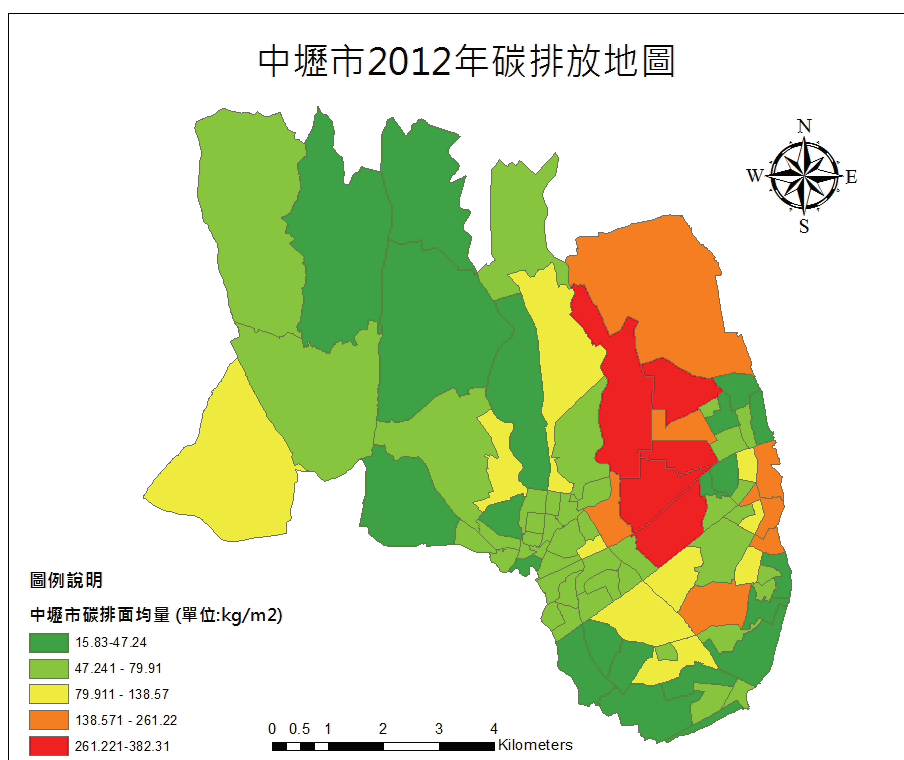 中壢市2012年碳排放地圖
N
W E
S
圖例說明
中壢市碳排面均量 (單位:kg/m2)
15.83-47.24
47.241 - 79.91
79.911 - 138.57
138.571 - 261.22
261.221-382.31
0 0.5 1 2 3 4
Kilometers